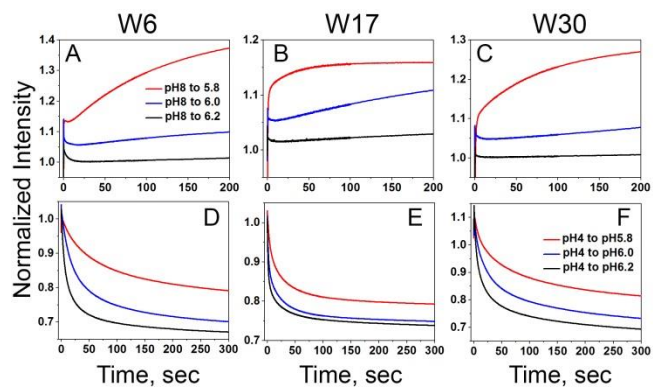 W6 W17 W30
A B C
1.4 1.3 1.2 1.1 1.0
pH8 to 5.8
pH8 to 6.0
pH8 to 6.2
0 50 100 150 200
1.2 1.1 1.0
0 50 100 150 200
1.3 1.2 1.1 1.0
0 50 100 150 200
Normalized Intensity
D E F
1.0 0.9 0.8 0.7
0 50 100 150 200 250 300
1.0 0.9 0.8 0.7
0 50 100 150 200 250 300
1.1 1.0 0.9 0.8 0.7 0.6
pH4 to pH5.8
pH4 to pH6.0
pH4 to pH6.2
0 50 100 150 200 250 300
Time, sec Time, sec Time, sec